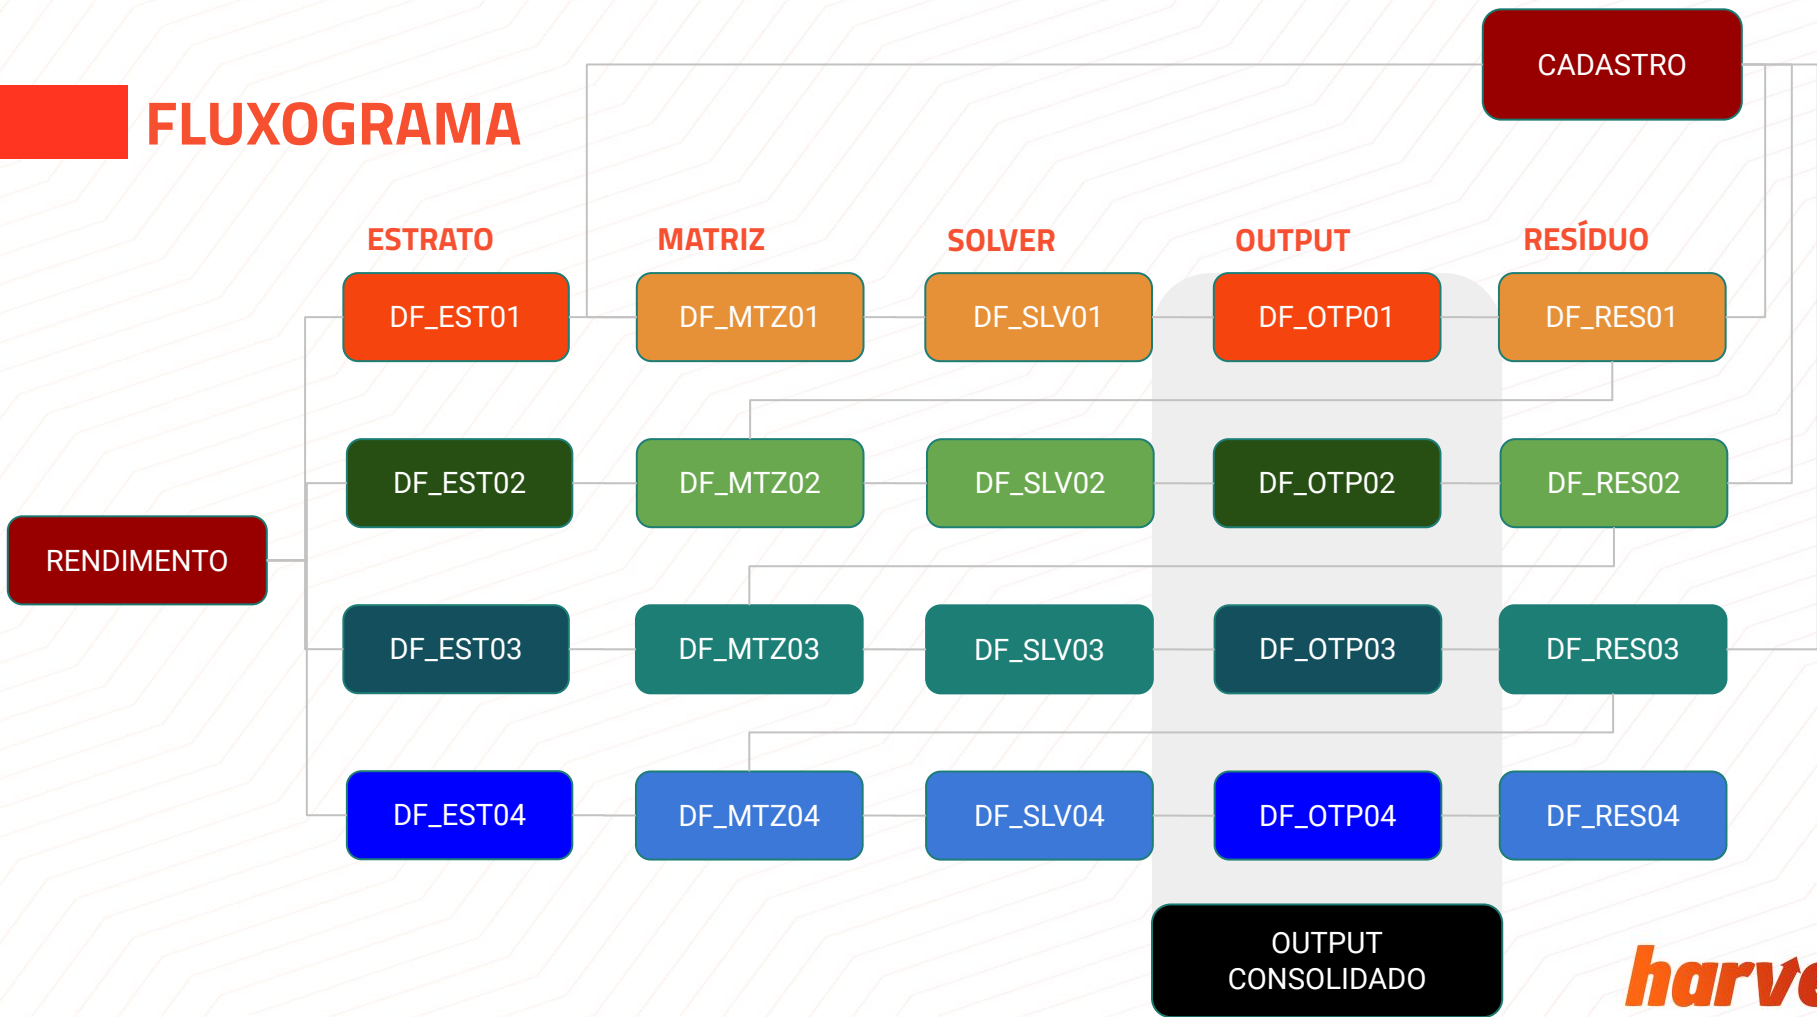 CADASTRO
FLUXOGRAMA
ESTRATO
MATRIZ
SOLVER
OUTPUT
RESÍDUO
DF_EST01
DF_MTZ01
DF_SLV01
DF_OTP01
DF_RES01
DF_EST02
DF_MTZ02
DF_SLV02
DF_OTP02
DF_RES02
RENDIMENTO
DF_EST03
DF_MTZ03
DF_SLV03
DF_OTP03
DF_RES03
DF_EST04
DF_MTZ04
DF_SLV04
DF_OTP04
DF_RES04
OUTPUT
CONSOLIDADO